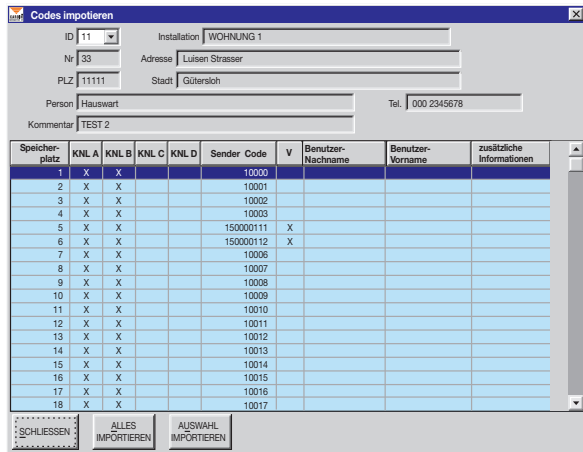 Codes impotieren
ID 11 Installation WOHNUNG 1
Nr 33 Adresse Luisen Strasser
PLZ 11111 Stadt Gütersloh
Person Hauswart Tel. 000 2345678
Kommentar TEST 2
Speicher-platz KNL A KNL B KNL C KNL D Sender Code V Benutzer-Nachname Benutzer-Vorname zusätzliche Informationen
1 X X 10000
2 X X 10001
3 X X 10002
4 X X 10003
5 X X 150000111 X
6 X X 150000112 X
7 X X 10006
8 X X 10007
9 X X 10008
10 X X 10009
11 X X 10010
12 X X 10011
13 X X 10012
14 X X 10013
15 X X 10014
16 X X 10015
17 X X 10016
18 X X 10017
SCHLIESSEN ALLES IMPORTIEREN AUSWAHL IMPORTIEREN